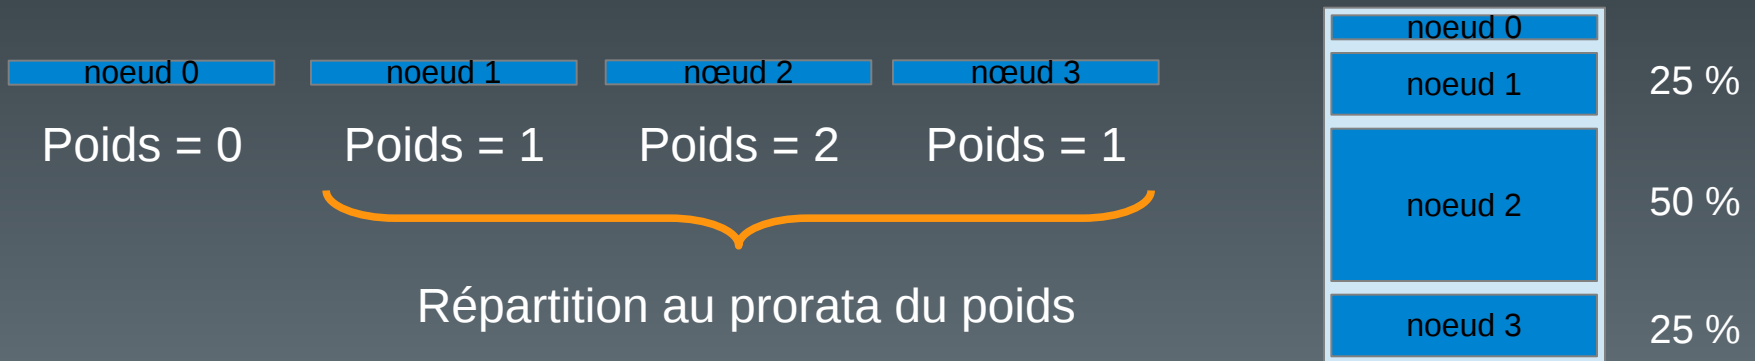 noeud 0
noeud 1
nœud 2
nœud 3
Poids = 0
Poids = 1
Poids = 2
Poids = 1
Répartition au prorata du poids
noeud 0
noeud 1
25 %
noeud 2
50 %
noeud 3
25 %